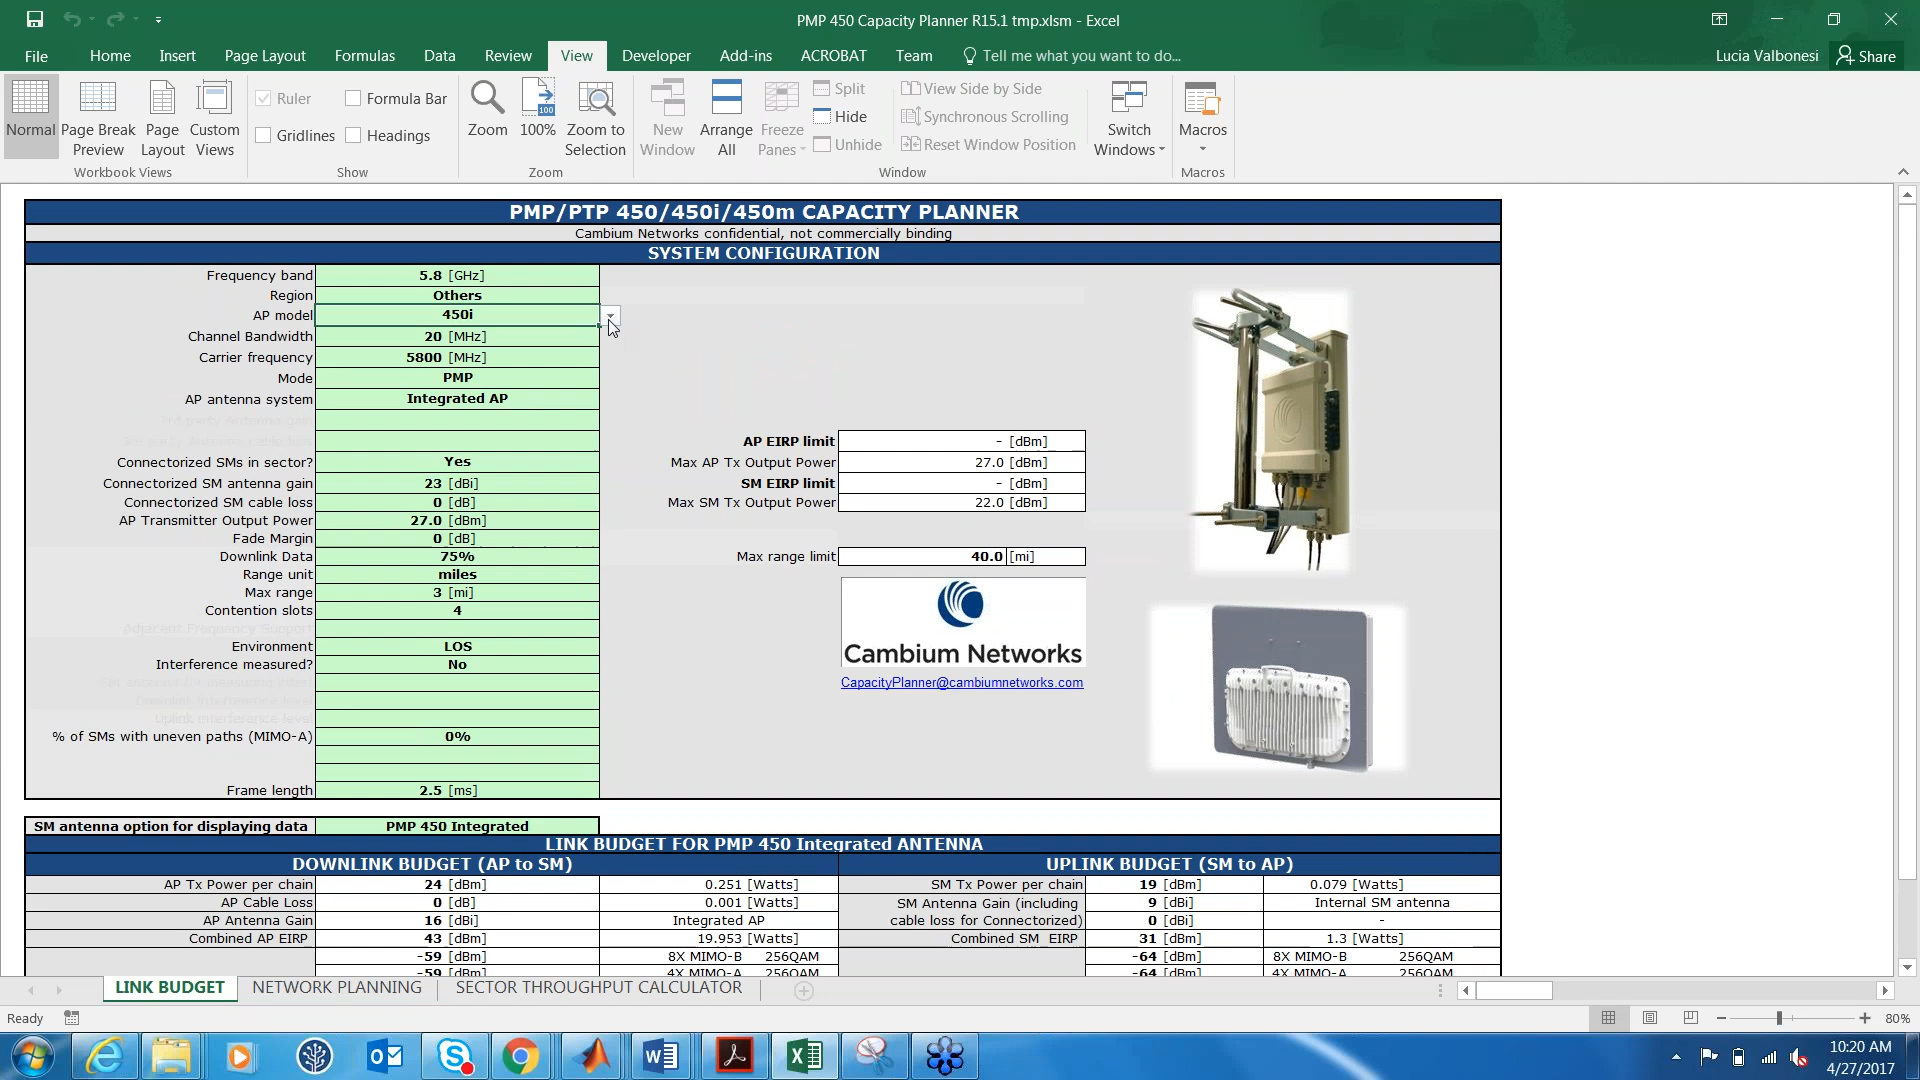 PMP 450 Capacity Planner R15.1 tmp.xlsm - Excel
File Home Insert Page Layout Formulas Data Review View Developer Add-ins ACROBAT Team Tell me what you want to do... Lucia Valbonesi Share
Normal Page Break Preview Page Layout Custom Views
Workbook Views
Ruler Formula Bar
Gridlines Headings
Show
Zoom 100% Zoom to Selection
Zoom
New Window Arrange All Freeze Panes
Split View Side by Side
Hide Synchronous Scrolling
Unhide Reset Window Position
Switch Windows
Window
Macros
Macros
PMP/PTP 450/450i/450m CAPACITY PLANNER
Cambium Networks confidential, not commercially binding
SYSTEM CONFIGURATION
Frequency band 5.8 [GHz]
Region Others
AP model 450i
Channel Bandwidth 20 [MHz]
Carrier frequency 5800 [MHz]
Mode PMP
AP antenna system Integrated AP
AP EIRP limit - [dBm]
Connectorized SMs in sector? Yes Max AP Tx Output Power 27.0 [dBm]
Connectorized SM antenna gain 23 [dBi] SM EIRP limit - [dBm]
Connectorized SM cable loss 0 [dB] Max SM Tx Output Power 22.0 [dBm]
AP Transmitter Output Power 27.0 [dBm]
Fade Margin 0 [dB]
Downlink Data 75% Max range limit 40.0 [mi]
Range unit miles
Max range 3 [mi]
Contention slots 4
Adjacent Frequency Support
Environment LOS
Cambium Networks
Interference measured? No
CapacityPlanner@cambiumnetworks.com
Uplink interference level
% of SMs with uneven paths (MIMO-A) 0%
Frame length 2.5 [ms]
SM antenna option for displaying data PMP 450 Integrated
LINK BUDGET FOR PMP 450 Integrated ANTENNA
DOWNLINK BUDGET (AP to SM) UPLINK BUDGET (SM to AP)
AP Tx Power per chain 24 [dBm] 0.251 [Watts] SM Tx Power per chain 19 [dBm] 0.079 [Watts]
AP Cable Loss 0 [dB] 0.001 [Watts] SM Antenna Gain (including 9 [dBi] Internal SM antenna
AP Antenna Gain 16 [dBi] Integrated AP cable loss for Connectorized) 0 [dBi] -
Combined AP EIRP 43 [dBm] 19.953 [Watts] Combined SM EIRP 31 [dBm] 1.3 [Watts]
-59 [dBm] 8X MIMO-B 256QAM -64 [dBm] 8X MIMO-B 256QAM
-59 [dBm] 4X MIMO-A 256QAM -64 [dBm] 4X MIMO-A 256QAM
LINK BUDGET NETWORK PLANNING SECTOR THROUGHPUT CALCULATOR
Ready 80%
10:20 AM
4/27/2017